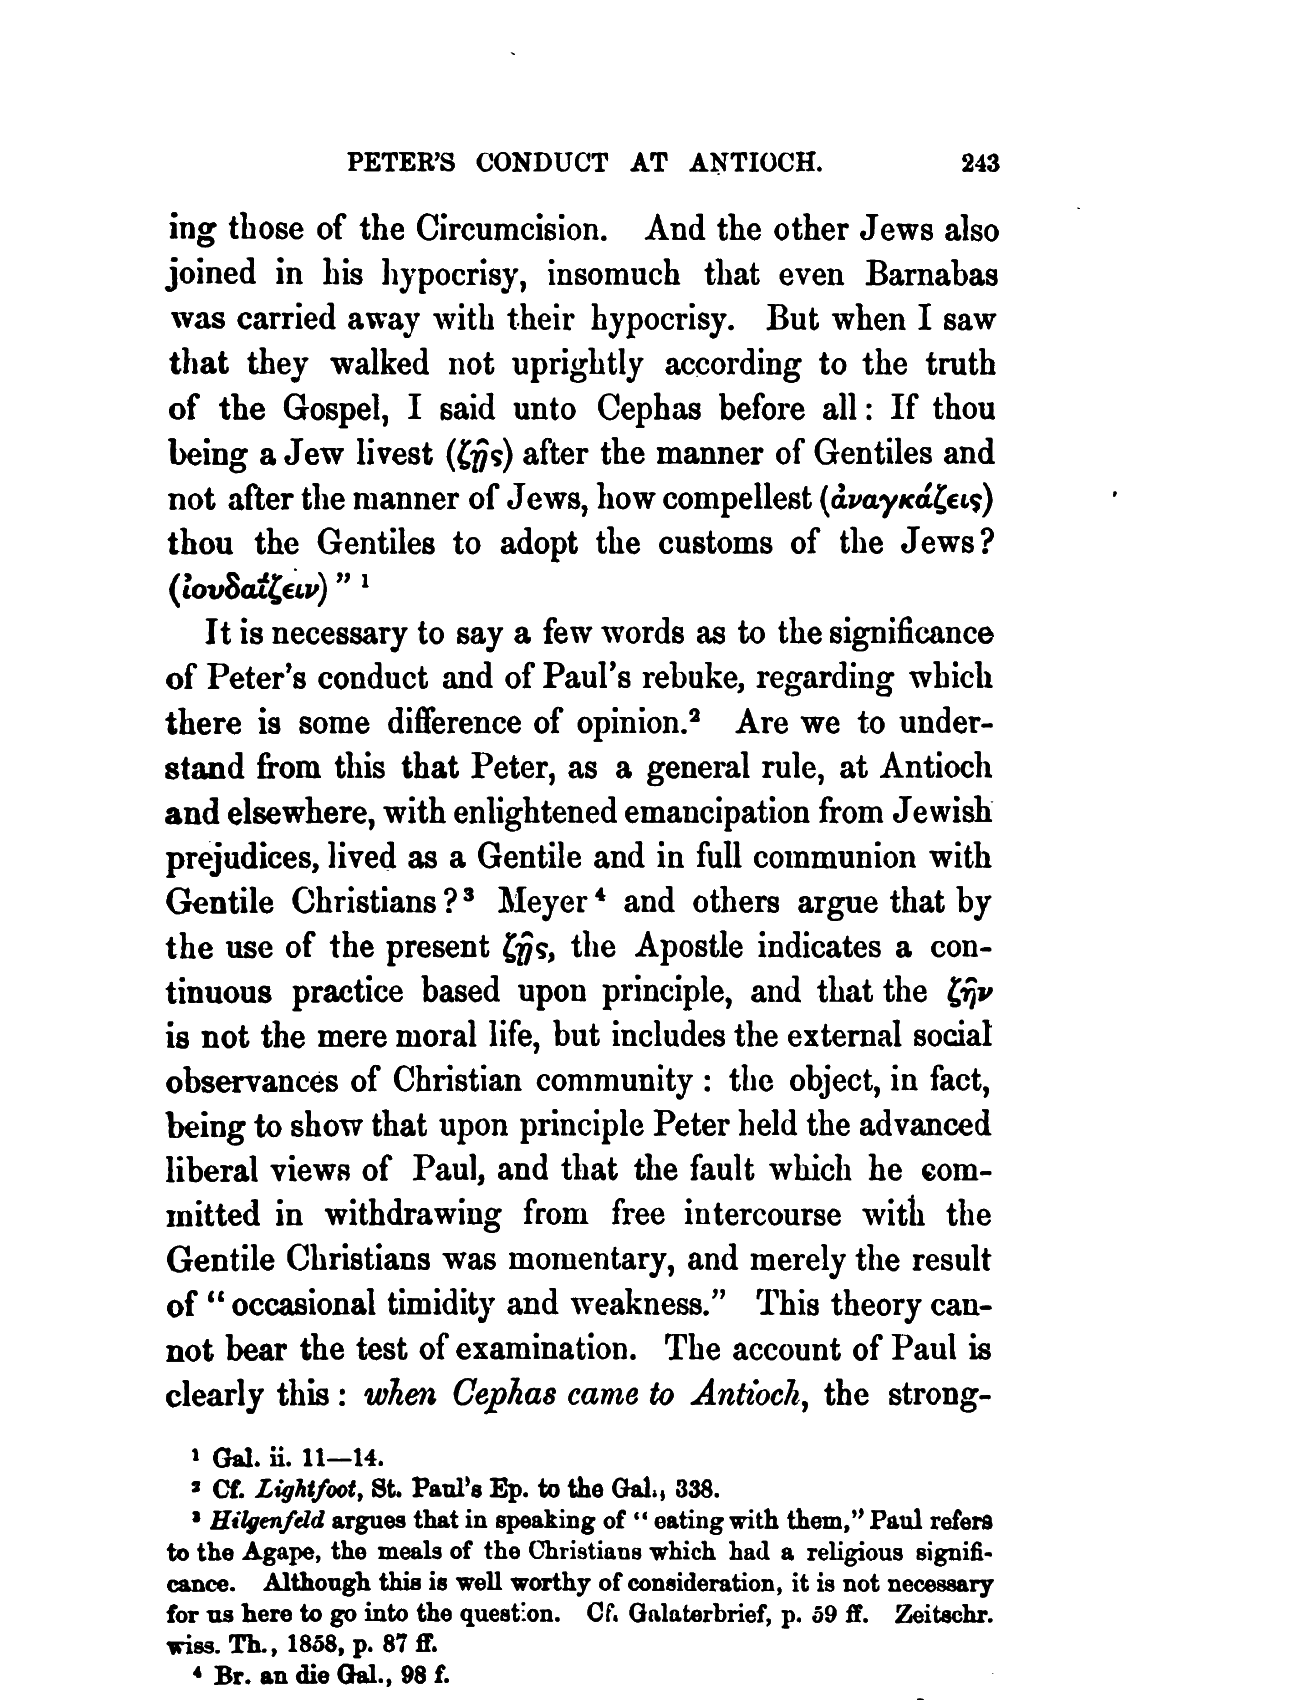 PETER'S CONDUCT AT ANTIOCH. 243
ing those of the Circumcision. And the other Jews also
joined in his hypocrisy, insomuch that even Barnabas
was carried away with their hypocrisy. But when I saw
that they walked not uprightly according to the truth
of the Gospel, I said unto Cephas before all: If thou
being a Jew livest (ζῇς) after the manner of Gentiles and
not after the manner of Jews, how compellest (ἀναγκάζεις)
thou the Gentiles to adopt the customs of the Jews?
(ἰουδαΐζειν)" ¹
It is necessary to say a few words as to the significance
of Peter's conduct and of Paul's rebuke, regarding which
there is some difference of opinion.² Are we to under-
stand from this that Peter, as a general rule, at Antioch
and elsewhere, with enlightened emancipation from Jewish
prejudices, lived as a Gentile and in full communion with
Gentile Christians?³ Meyer⁴ and others argue that by
the use of the present ζῇς, the Apostle indicates a con-
tinuous practice based upon principle, and that the ζῆν
is not the mere moral life, but includes the external social
observances of Christian community: the object, in fact,
being to show that upon principle Peter held the advanced
liberal views of Paul, and that the fault which he com-
mitted in withdrawing from free intercourse with the
Gentile Christians was momentary, and merely the result
of "occasional timidity and weakness." This theory can-
not bear the test of examination. The account of Paul is
clearly this: when Cephas came to Antioch, the strong-
¹ Gal. ii. 11—14.
² Cf. Lightfoot, St. Paul's Ep. to the Gal., 338.
³ Hilgenfeld argues that in speaking of "eating with them," Paul refers
to the Agape, the meals of the Christians which had a religious signifi-
cance. Although this is well worthy of consideration, it is not necessary
for us here to go into the question. Cf. Galaterbrief, p. 59 ff. Zeitschr.
wiss. Th., 1858, p. 87 ff.
⁴ Br. an die Gal., 98 f.